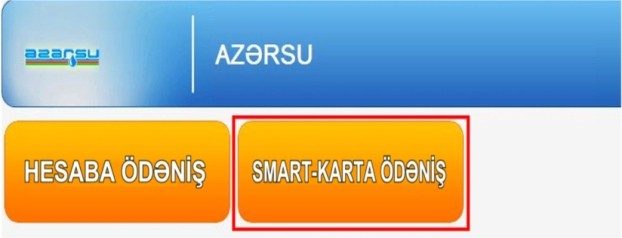 azərsu
AZƏRSU
HESABA ÖDƏNİŞ
SMART-KARTA ÖDƏNİŞ